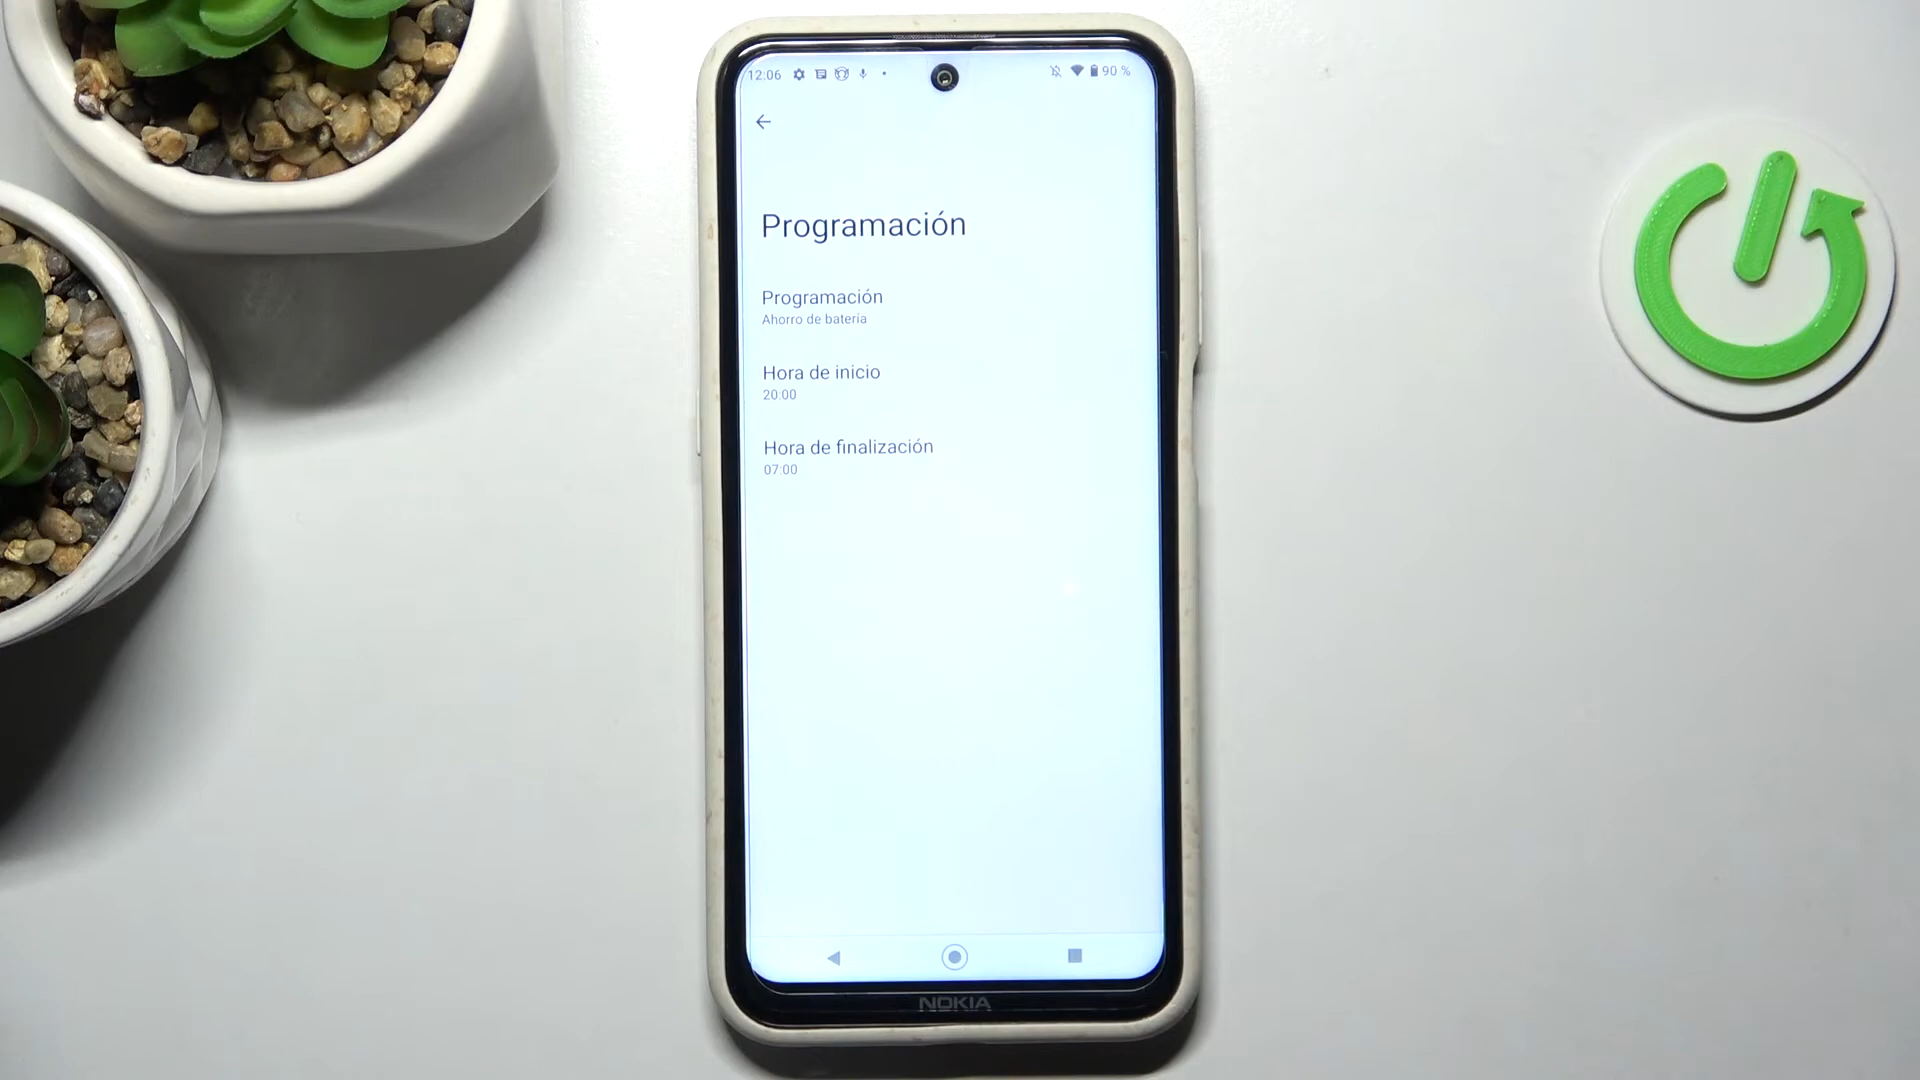 12:06
90 %
Programación
Programación
Ahorro de batería
Hora de inicio
20:00
Hora de finalización
07:00
NOKIA